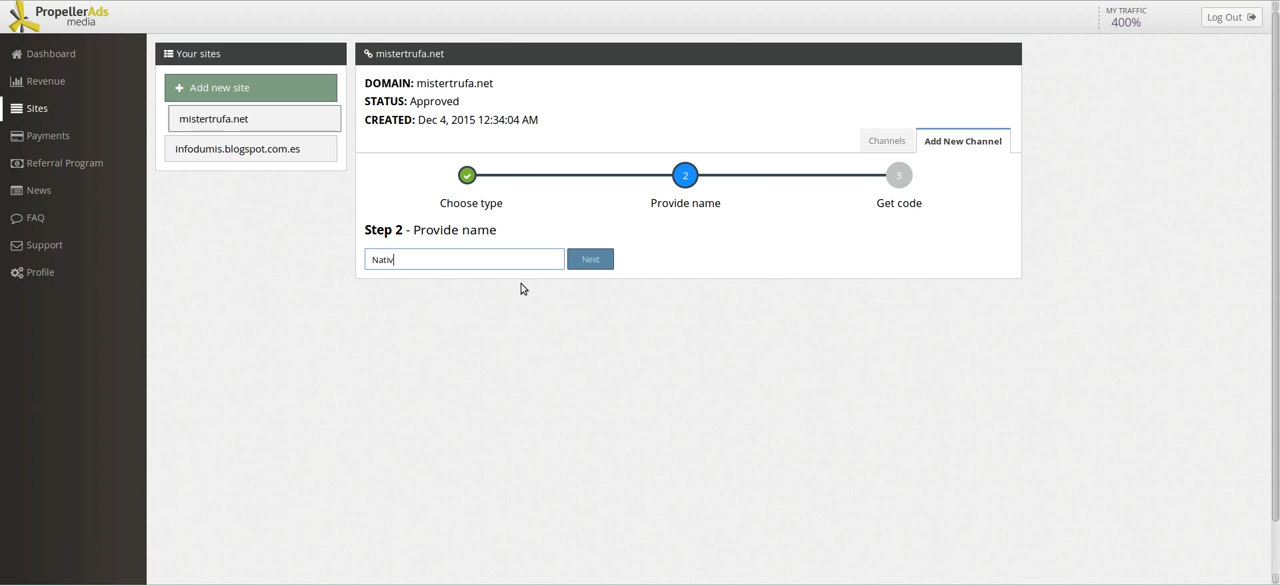 PropellerAds
media
MY TRAFFIC
400%
Log Out
Dashboard
Revenue
Sites
Payments
Referral Program
News
FAQ
Support
Profile
Your sites
Add new site
mistertrufa.net
infodumis.blogspot.com.es
mistertrufa.net
DOMAIN: mistertrufa.net
STATUS: Approved
CREATED: Dec 4, 2015 12:34:04 AM
Channels
Add New Channel
2
3
Choose type
Provide name
Get code
Step 2 - Provide name
Nativ
Next